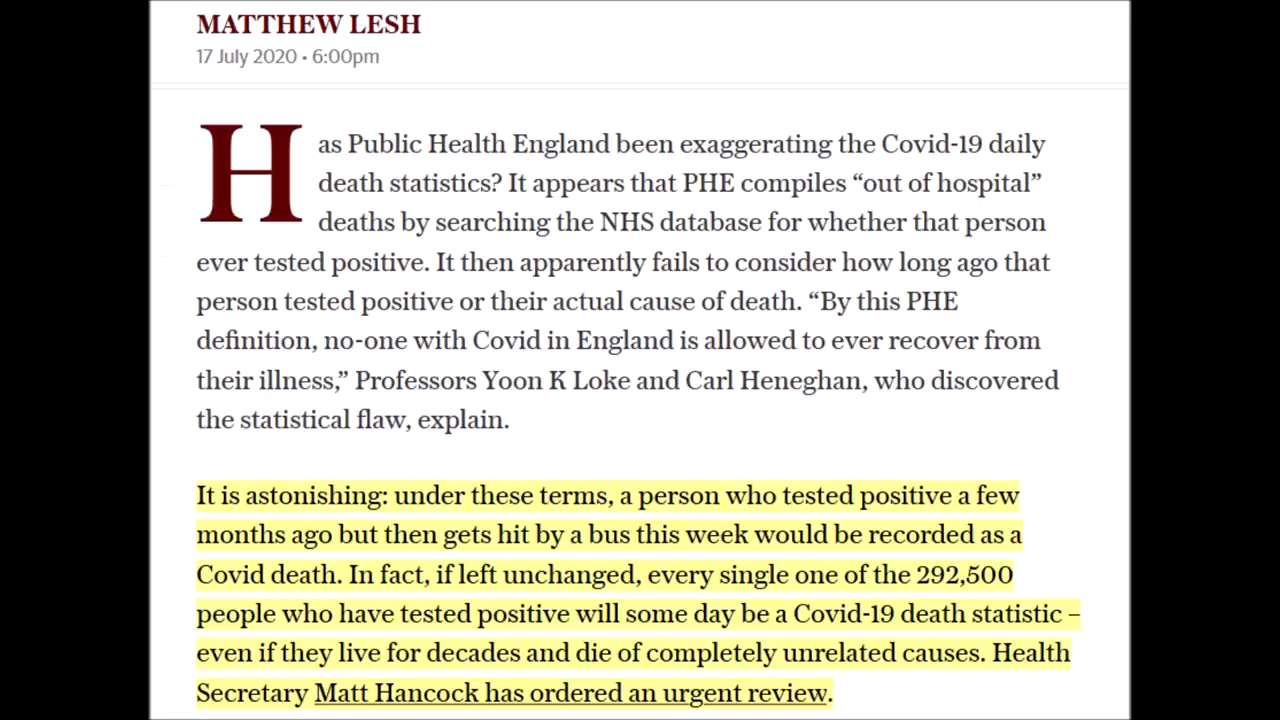 MATTHEW LESH
17 July 2020 • 6:00pm
Has Public Health England been exaggerating the Covid-19 daily
death statistics? It appears that PHE compiles “out of hospital”
deaths by searching the NHS database for whether that person
ever tested positive. It then apparently fails to consider how long ago that
person tested positive or their actual cause of death. “By this PHE
definition, no-one with Covid in England is allowed to ever recover from
their illness,” Professors Yoon K Loke and Carl Heneghan, who discovered
the statistical flaw, explain.
It is astonishing: under these terms, a person who tested positive a few
months ago but then gets hit by a bus this week would be recorded as a
Covid death. In fact, if left unchanged, every single one of the 292,500
people who have tested positive will some day be a Covid-19 death statistic –
even if they live for decades and die of completely unrelated causes. Health
Secretary Matt Hancock has ordered an urgent review.